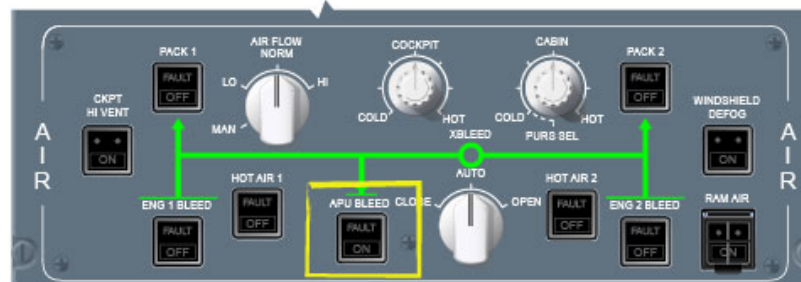 AIR
PACK 1
FAULT
OFF
AIR FLOW
NORM
LO
HI
MAN
COCKPIT
COLD
HOT
CABIN
COLD
HOT
PURS SEL
PACK 2
FAULT
OFF
CKPT
HI VENT
ON
WINDSHIELD
DEFOG
ON
XBLEED
AUTO
CLOSE
OPEN
ENG 1 BLEED
FAULT
OFF
HOT AIR 1
FAULT
OFF
APU BLEED
FAULT
ON
HOT AIR 2
FAULT
OFF
ENG 2 BLEED
FAULT
OFF
RAM AIR
ON
AIR